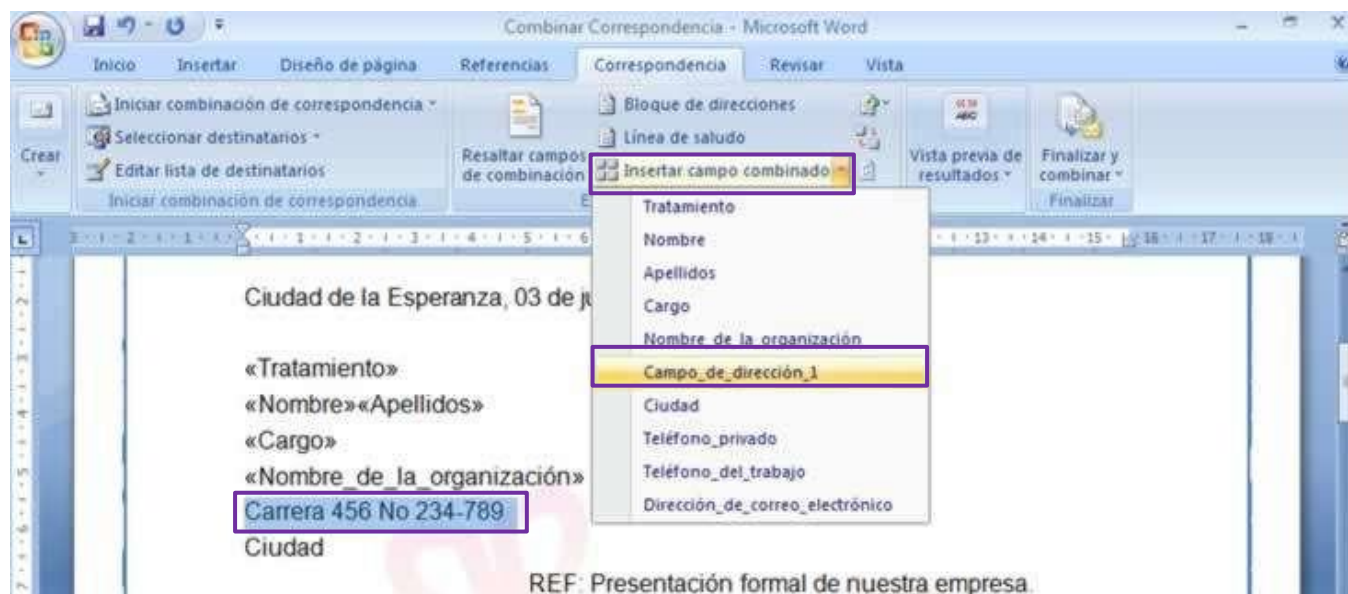 Combinar Correspondencia - Microsoft Word
Inicio Insertar Diseño de página Referencias Correspondencia Revisar Vista
Crear
Iniciar combinación de correspondencia
Seleccionar destinatarios
Editar lista de destinatarios
Iniciar combinación de correspondencia
Resaltar campos
de combinación
Bloque de direcciones
Línea de saludo
Insertar campo combinado
Vista previa de
resultados
Finalizar y
combinar
Finalizar
Tratamiento
Nombre
Apellidos
Cargo
Nombre_de_la_organización
Campo_de_dirección_1
Ciudad
Teléfono_privado
Teléfono_del_trabajo
Dirección_de_correo_electrónico
Ciudad de la Esperanza, 03 de
«Tratamiento»
«Nombre»«Apellidos»
«Cargo»
«Nombre_de_la_organización»
Carrera 456 No 234-789
Ciudad
REF: Presentación formal de nuestra empresa.